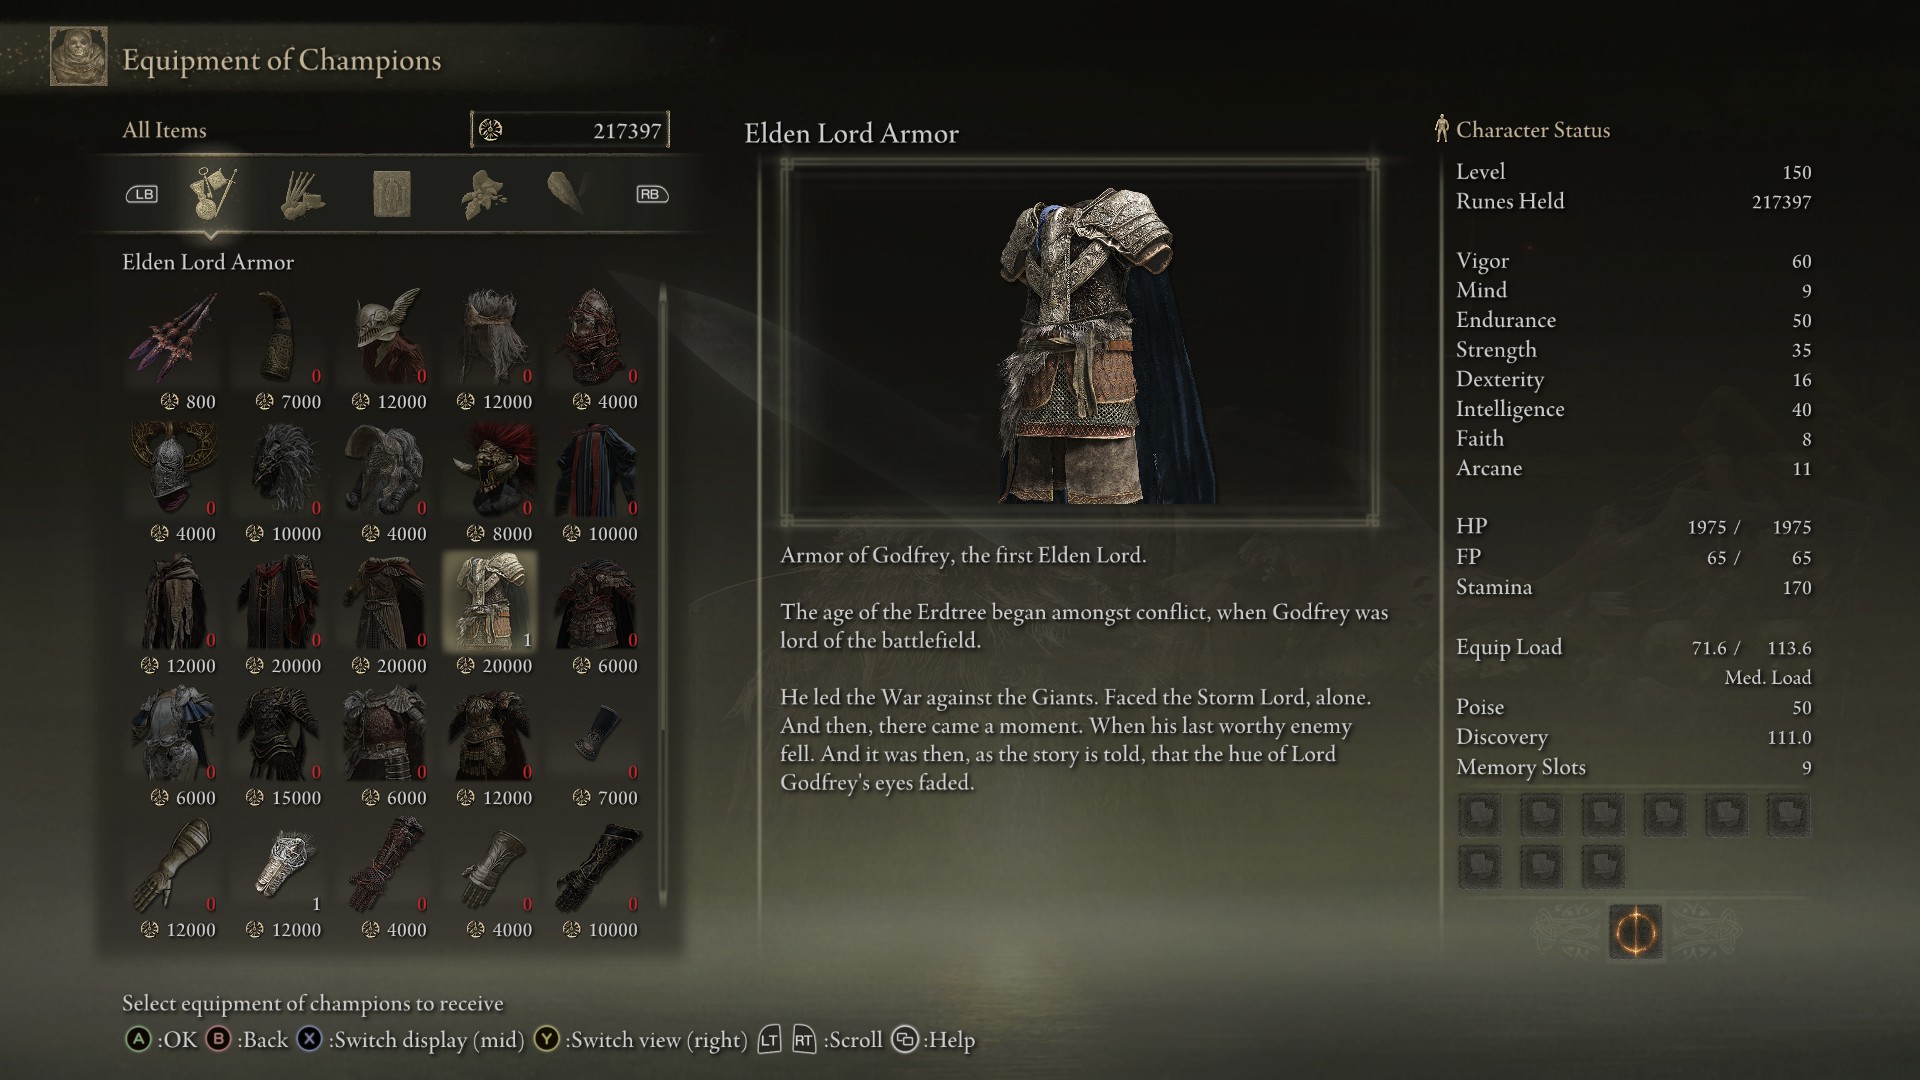 Equipment of Champions
All Items
217397
LB
RB
Elden Lord Armor
0
0
0
0
800
7000
12000
12000
4000
0
0
0
0
0
4000
10000
4000
8000
10000
0
0
0
1
0
12000
20000
20000
20000
6000
0
0
0
0
0
6000
15000
6000
12000
7000
0
1
0
0
0
12000
12000
4000
4000
10000
Elden Lord Armor
Armor of Godfrey, the first Elden Lord.
The age of the Erdtree began amongst conflict, when Godfrey was
lord of the battlefield.
He led the War against the Giants. Faced the Storm Lord, alone.
And then, there came a moment. When his last worthy enemy
fell. And it was then, as the story is told, that the hue of Lord
Godfrey's eyes faded.
Character Status
Level 150
Runes Held 217397
Vigor 60
Mind 9
Endurance 50
Strength 35
Dexterity 16
Intelligence 40
Faith 8
Arcane 11
HP 1975 / 1975
FP 65 / 65
Stamina 170
Equip Load 71.6 / 113.6
Med. Load
Poise 50
Discovery 111.0
Memory Slots 9
Select equipment of champions to receive
A :OK B :Back X :Switch display (mid) Y :Switch view (right) LT RT :Scroll :Help